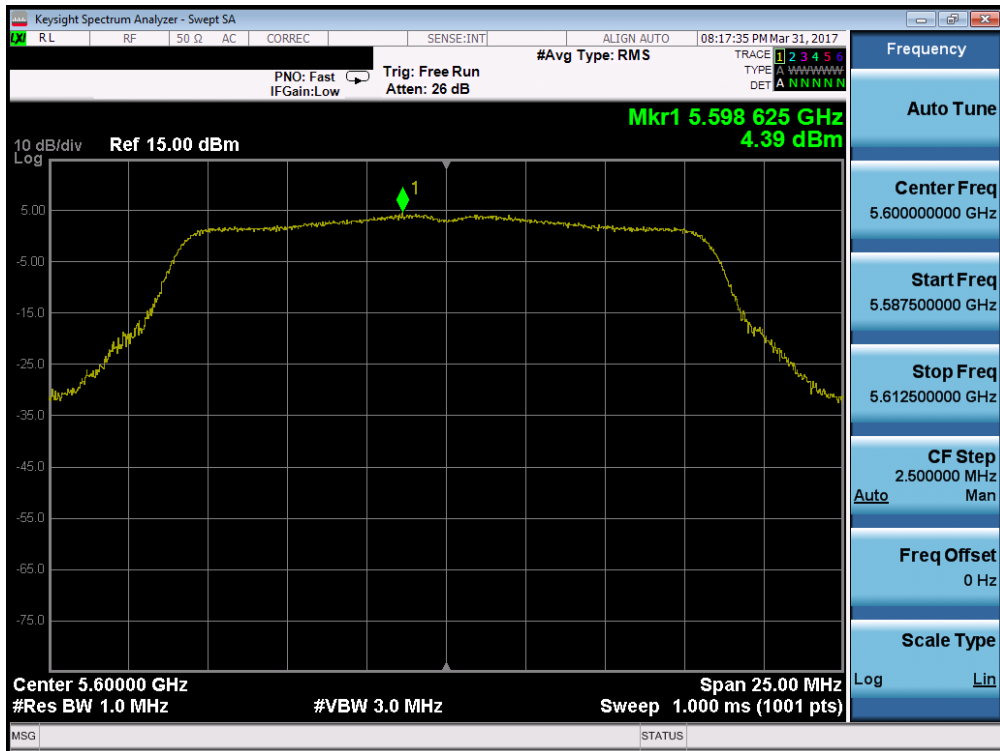 Keysight Spectrum Analyzer - Swept SA
LXI RL RF 50 Ω AC CORREC SENSE:INT ALIGN AUTO 08:17:35 PM Mar 31, 2017
#Avg Type: RMS
TRACE 1 2 3 4 5 6
TYPE A WWWWW
DET A N N N N N
PNO: Fast
IFGain:Low
Trig: Free Run
Atten: 26 dB
Mkr1 5.598 625 GHz
4.39 dBm
10 dB/div Ref 15.00 dBm
Log
1
5.00
-5.00
-15.0
-25.0
-35.0
-45.0
-55.0
-65.0
-75.0
Center 5.60000 GHz Span 25.00 MHz
#Res BW 1.0 MHz #VBW 3.0 MHz Sweep 1.000 ms (1001 pts)
MSG STATUS
Frequency
Auto Tune
Center Freq
5.600000000 GHz
Start Freq
5.587500000 GHz
Stop Freq
5.612500000 GHz
CF Step
2.500000 MHz
Auto Man
Freq Offset
0 Hz
Scale Type
Log Lin